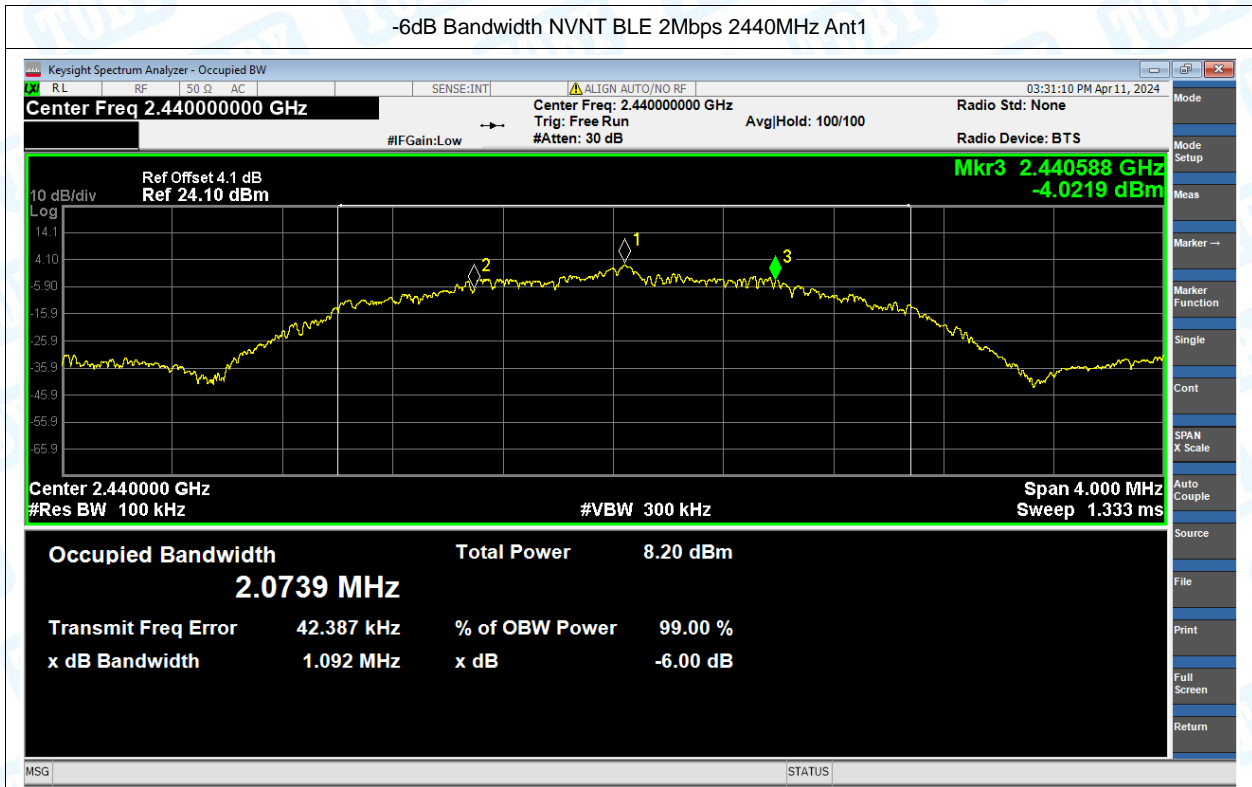 -6dB Bandwidth NVNT BLE 2Mbps 2440MHz Ant1
Keysight Spectrum Analyzer - Occupied BW
LXI RL RF 50 Ω AC SENSE:INT ALIGN AUTO/NO RF 03:31:10 PM Apr 11, 2024
Center Freq 2.440000000 GHz Center Freq: 2.440000000 GHz Radio Std: None
Trig: Free Run Avg|Hold: 100/100
#IFGain:Low #Atten: 30 dB Radio Device: BTS
Mkr3 2.440588 GHz
Ref Offset 4.1 dB
10 dB/div Ref 24.10 dBm -4.0219 dBm
Log
14.1
4.10
-5.90
-15.9
-25.9
-35.9
-45.9
-55.9
-65.9
1
2
3
Center 2.440000 GHz Span 4.000 MHz
#Res BW 100 kHz #VBW 300 kHz Sweep 1.333 ms
Occupied Bandwidth Total Power 8.20 dBm
2.0739 MHz
Transmit Freq Error 42.387 kHz % of OBW Power 99.00 %
x dB Bandwidth 1.092 MHz x dB -6.00 dB
MSG STATUS
Mode
Mode
Setup
Meas
Marker →
Marker
Function
Single
Cont
SPAN
X Scale
Auto
Couple
Source
File
Print
Full
Screen
Return
TOBY